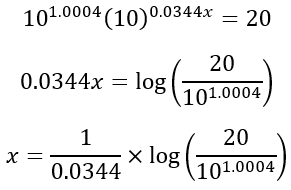 10^{1.0004}(10)^{0.0344x} = 20
0.0344x = log(20/10^{1.0004})
x = 1/0.0344 × log(20/10^{1.0004})